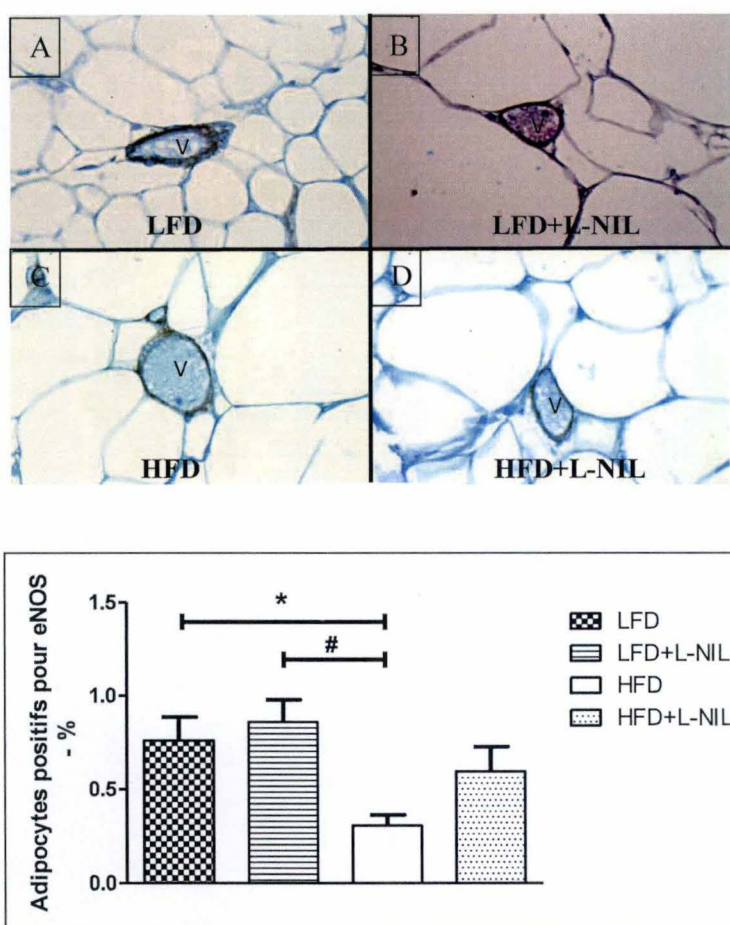 A
B
V
V
LFD
LFD+L-NIL
C
D
V
V
HFD
HFD+L-NIL
Adipocytes positifs pour eNOS
- %
1.5
1.0
0.5
0.0
*
#
LFD
LFD+L-NIL
HFD
HFD+L-NIL